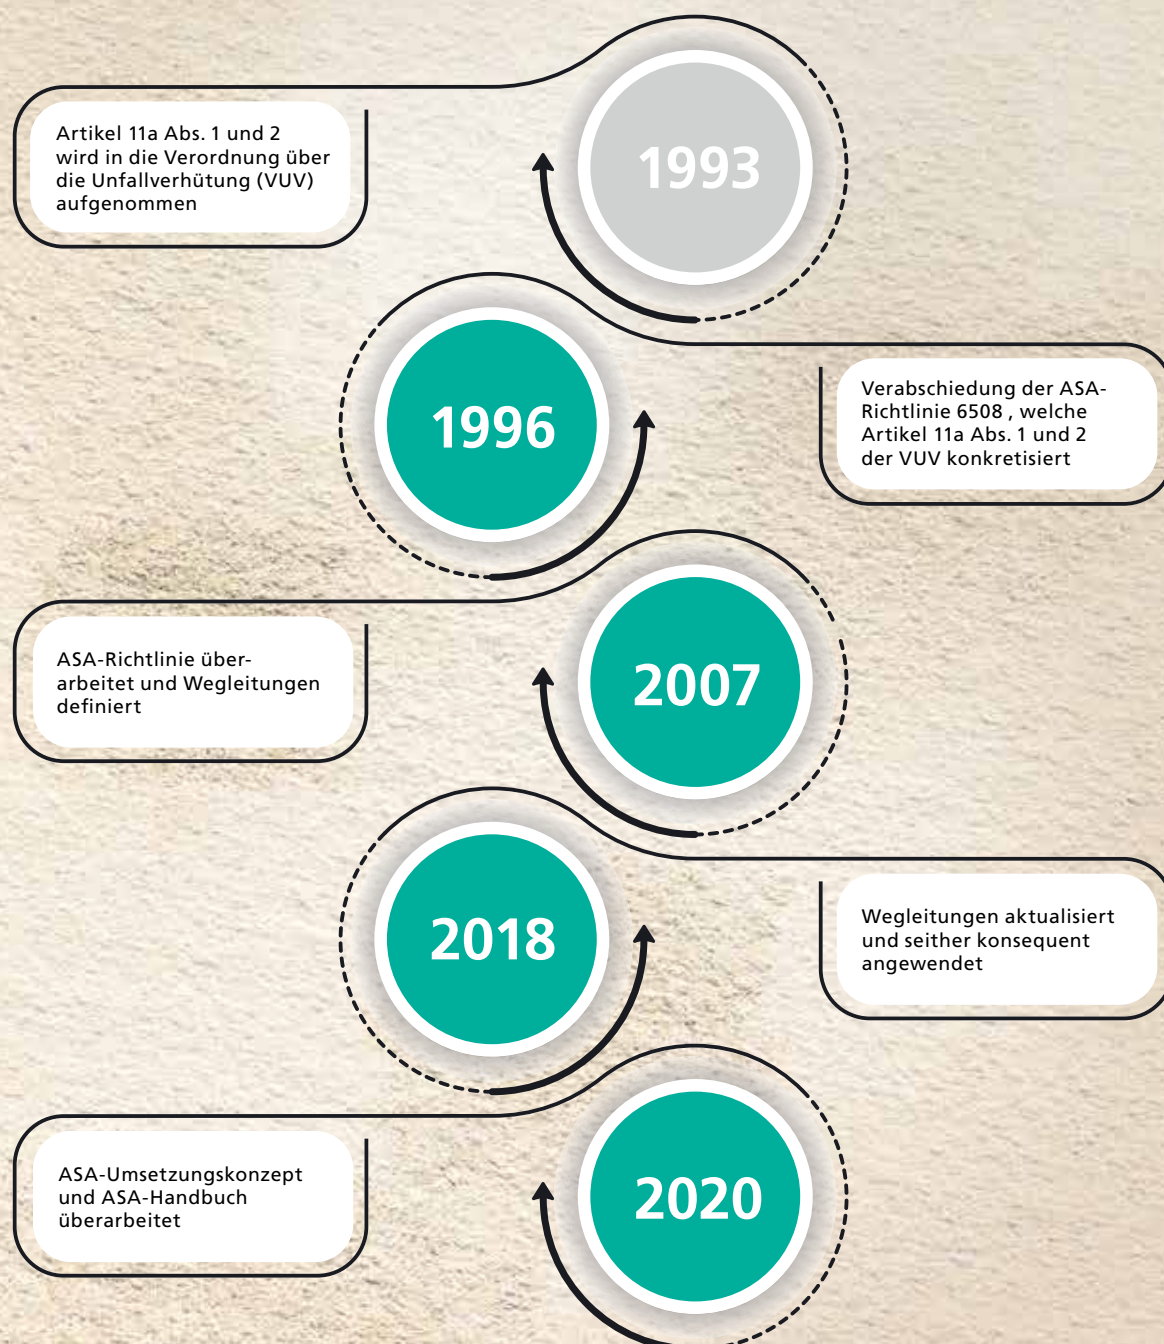 Artikel 11a Abs. 1 und 2
wird in die Verordnung über
die Unfallverhütung (VUV)
aufgenommen
1993
1996
Verabschiedung der ASA-
Richtlinie 6508 , welche
Artikel 11a Abs. 1 und 2
der VUV konkretisiert
ASA-Richtlinie über-
arbeitet und Wegleitungen
definiert
2007
2018
Wegleitungen aktualisiert
und seither konsequent
angewendet
ASA-Umsetzungskonzept
und ASA-Handbuch
überarbeitet
2020